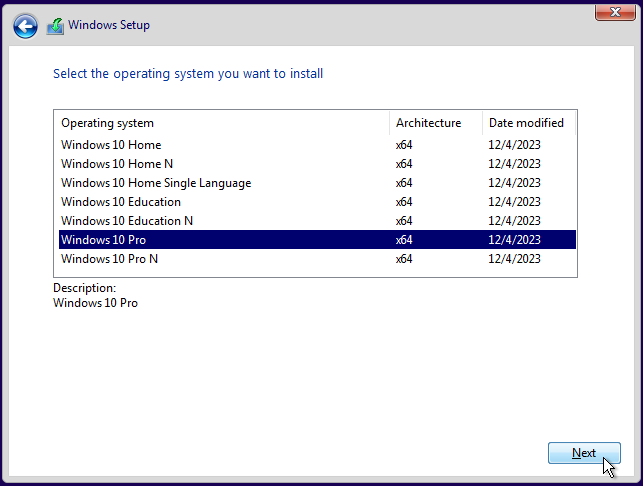 Windows Setup
Select the operating system you want to install
Operating system Architecture Date modified
Windows 10 Home x64 12/4/2023
Windows 10 Home N x64 12/4/2023
Windows 10 Home Single Language x64 12/4/2023
Windows 10 Education x64 12/4/2023
Windows 10 Education N x64 12/4/2023
Windows 10 Pro x64 12/4/2023
Windows 10 Pro N x64 12/4/2023
Description:
Windows 10 Pro
Next